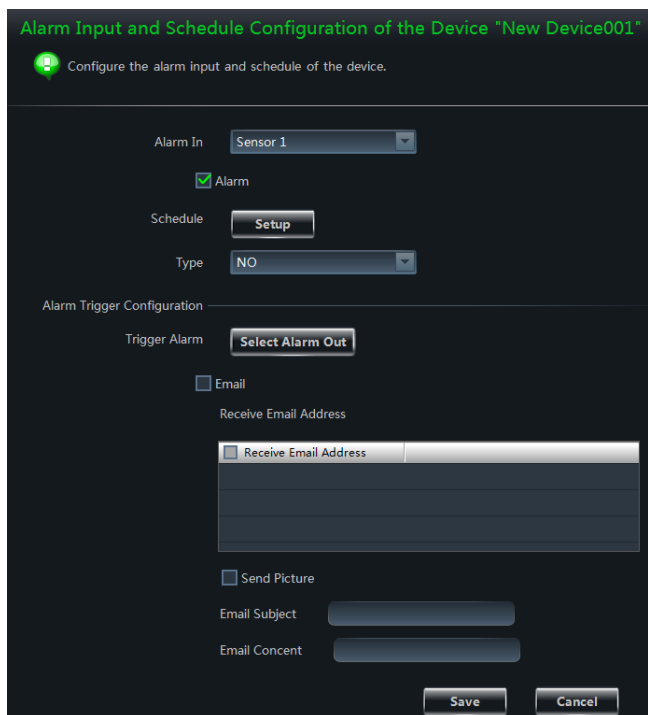 Alarm Input and Schedule Configuration of the Device "New Device001"
Configure the alarm input and schedule of the device.
Alarm In Sensor 1
Alarm
Schedule Setup
Type NO
Alarm Trigger Configuration
Trigger Alarm Select Alarm Out
Email
Receive Email Address
Receive Email Address
Send Picture
Email Subject
Email Concent
Save Cancel